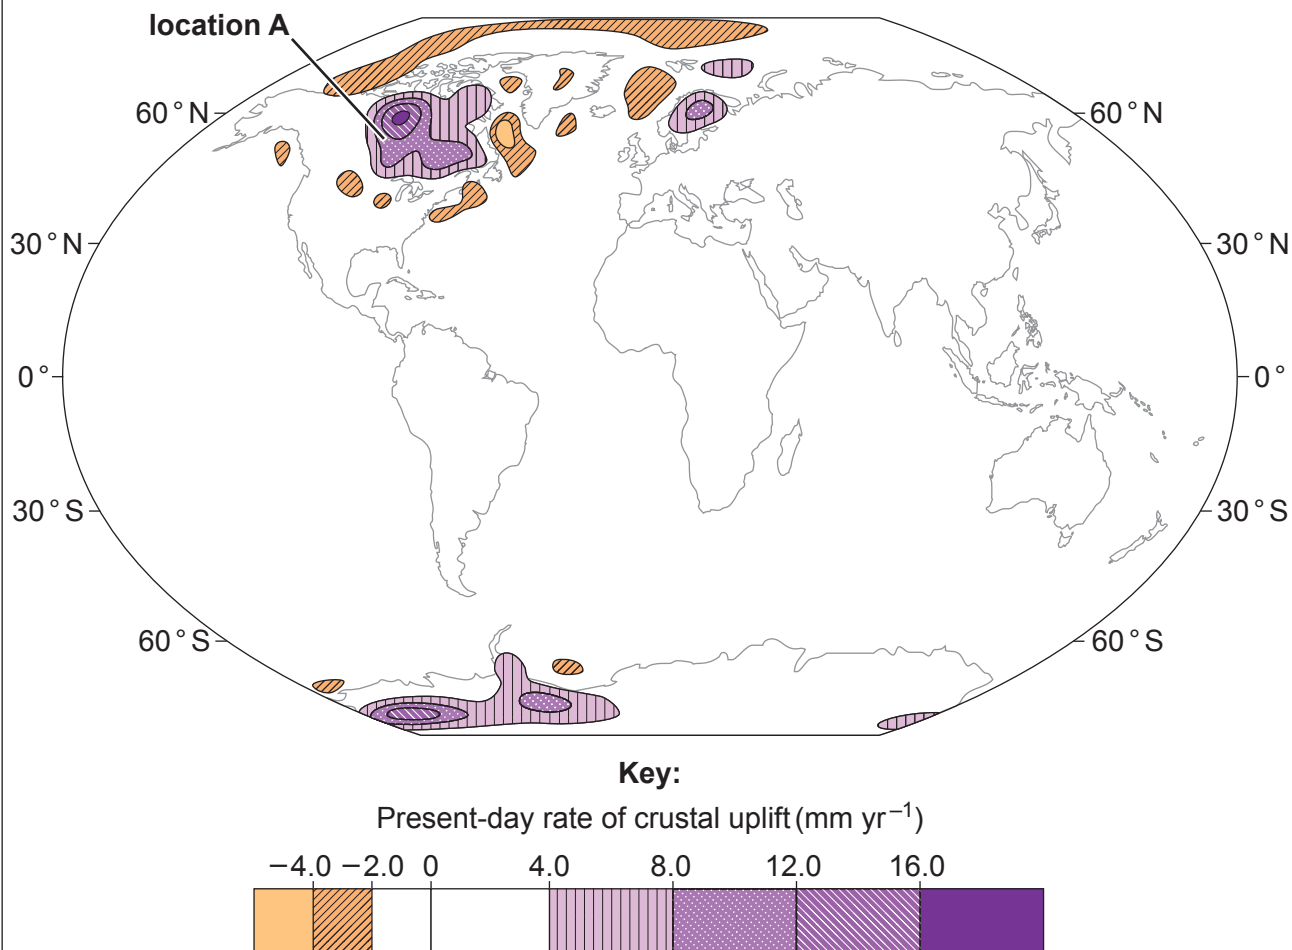 location A
60°N
60°N
30°N
30°N
0°
0°
30°S
30°S
60°S
60°S
Key:
Present-day rate of crustal uplift (mm yr⁻¹)
−4.0 −2.0 0 4.0 8.0 12.0 16.0